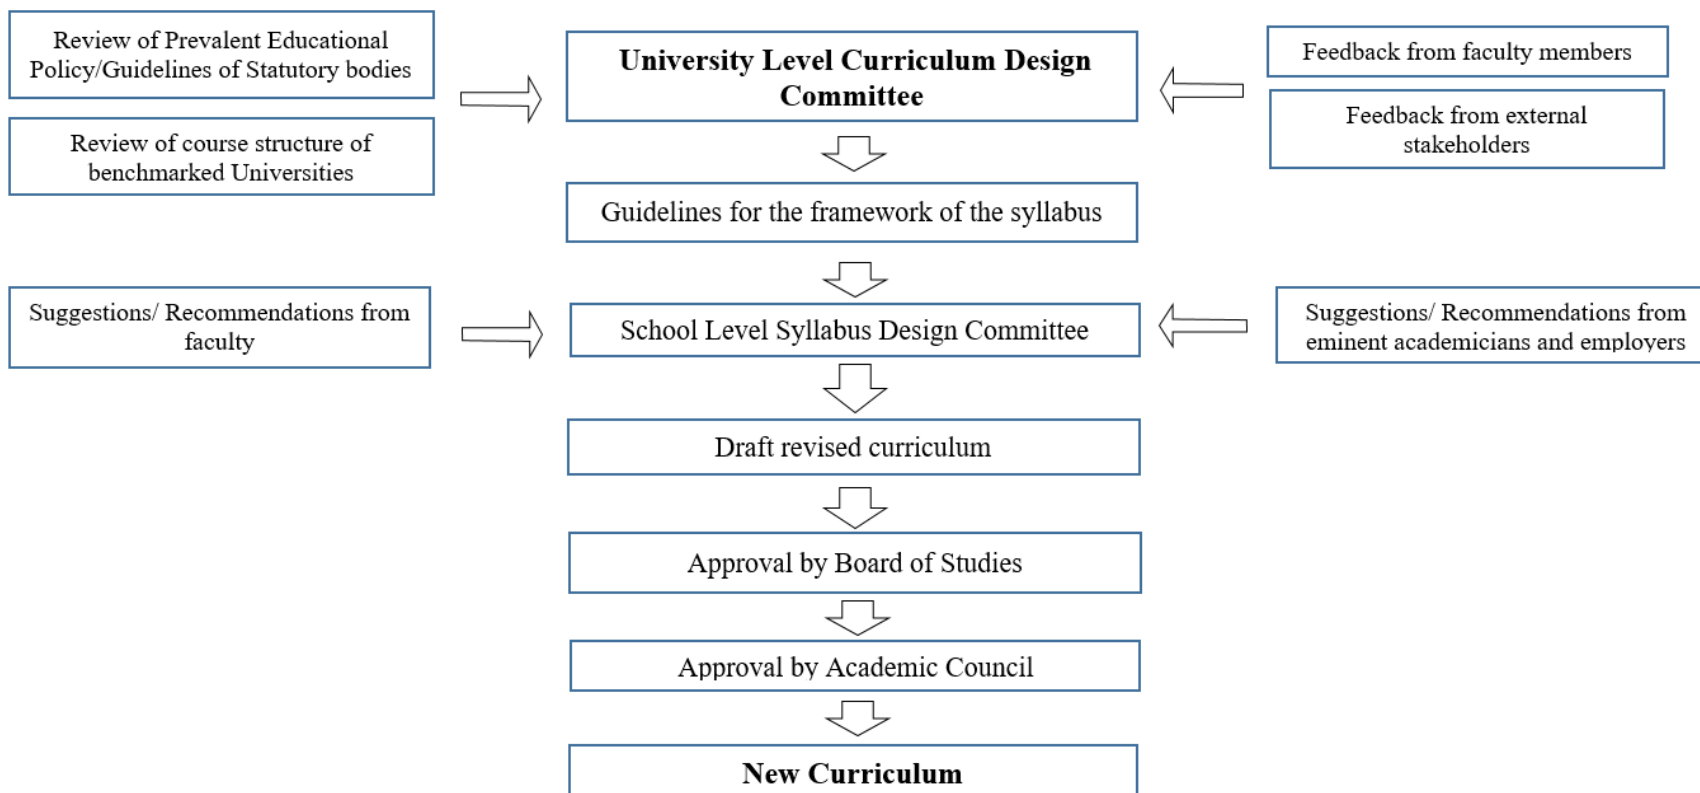 Review of Prevalent Educational
Policy/Guidelines of Statutory bodies
Review of course structure of
benchmarked Universities
University Level Curriculum Design
Committee
Feedback from faculty members
Feedback from external
stakeholders
Guidelines for the framework of the syllabus
Suggestions/ Recommendations from
faculty
School Level Syllabus Design Committee
Suggestions/ Recommendations from
eminent academicians and employers
Draft revised curriculum
Approval by Board of Studies
Approval by Academic Council
New Curriculum